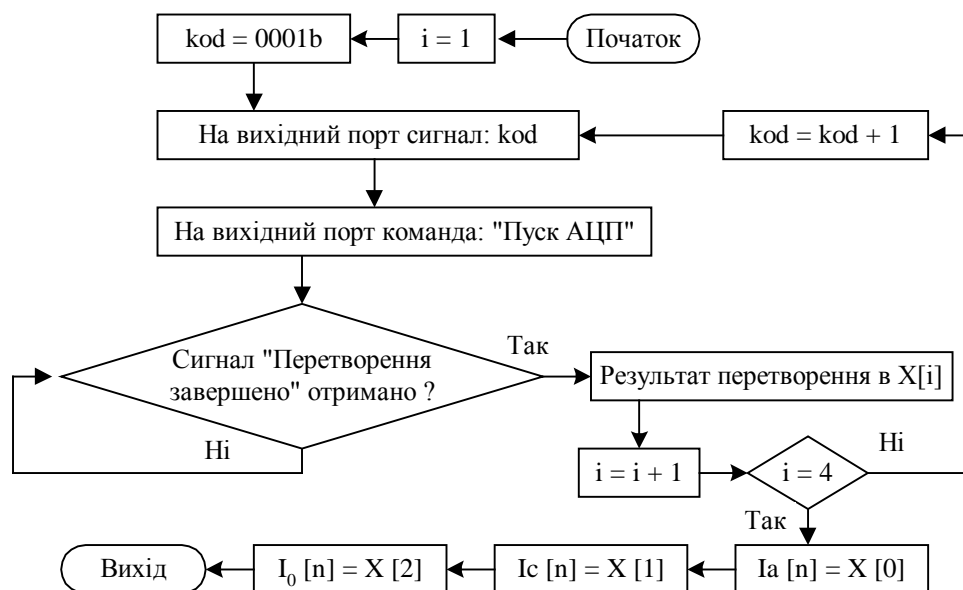 kod = 0001b
i = 1
Початок
На вихідний порт сигнал: kod
kod = kod + 1
На вихідний порт команда: "Пуск АЦП"
Сигнал "Перетворення
завершено" отримано ?
Так
Ні
Результат перетворення в X[i]
i = i + 1
i = 4
Ні
Так
Вихід
I₀ [n] = X [2]
Ic [n] = X [1]
Ia [n] = X [0]